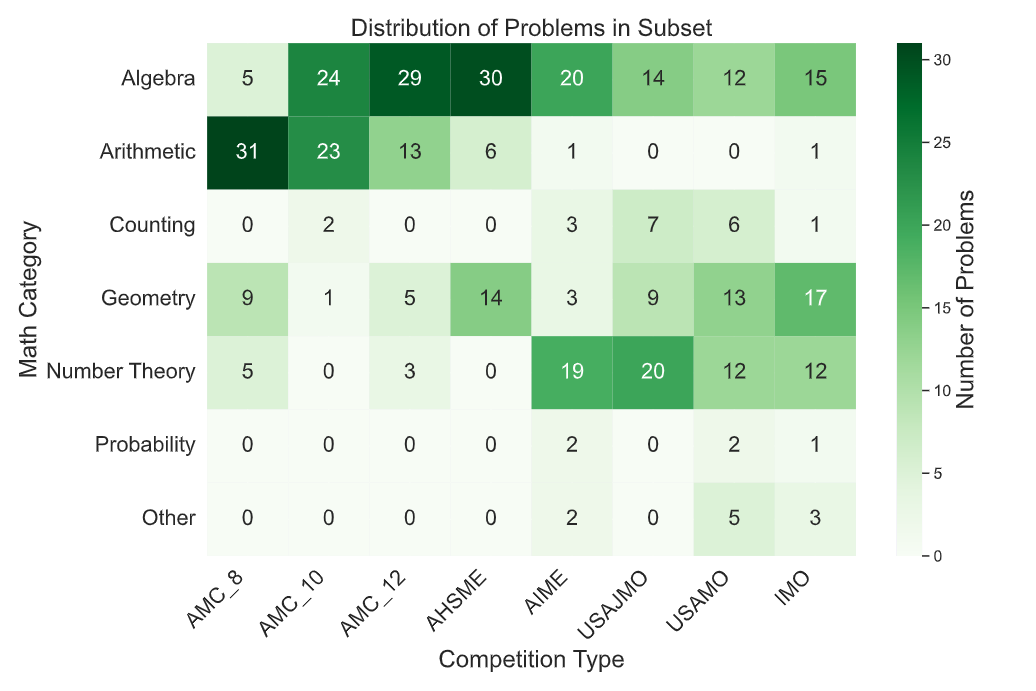 Distribution of Problems in Subset
Algebra 5 24 29 30 20 14 12 15
Arithmetic 31 23 13 6 1 0 0 1
Counting 0 2 0 0 3 7 6 1
Geometry 9 1 5 14 3 9 13 17
Number Theory 5 0 3 0 19 20 12 12
Probability 0 0 0 0 2 0 2 1
Other 0 0 0 0 2 0 5 3
AMC_8 AMC_10 AMC_12 AHSME AIME USAJMO USAMO IMO
Competition Type
Math Category
30
25
20
15
10
5
0
Number of Problems